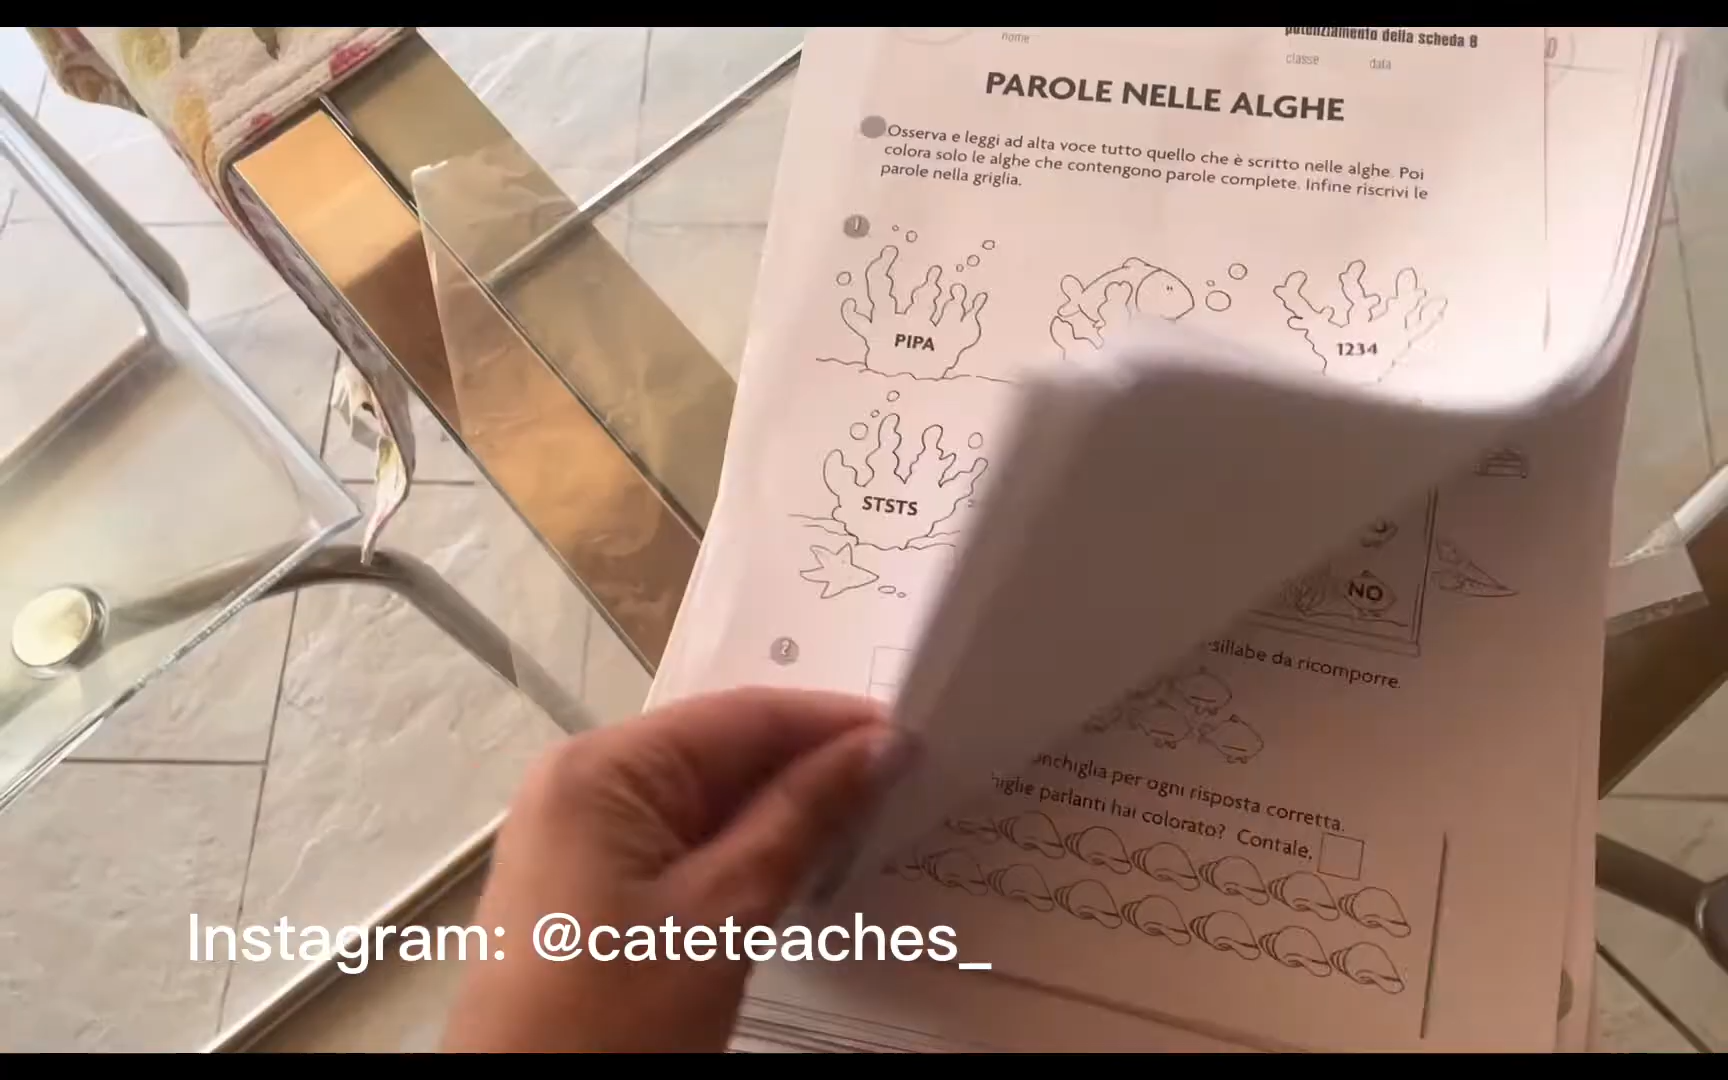 potenziamento della scheda 8
nome
classe
data
PAROLE NELLE ALGHE
Osserva e leggi ad alta voce tutto quello che è scritto nelle alghe. Poi
colora solo le alghe che contengono parole complete. Infine riscrivi le
parole nella griglia.
1
PIPA
1234
STSTS
NO
2
sillabe da ricomporre.
per ogni risposta corretta.
parlanti hai colorato? Contale.
Instagram: @cateteaches_